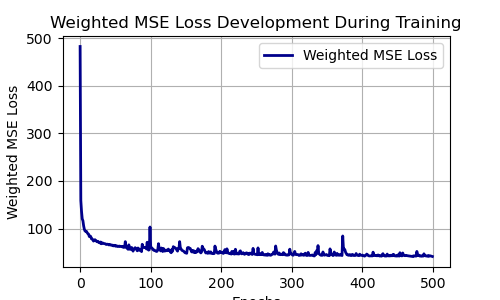 Weighted MSE Loss Development During Training
Weighted MSE Loss
500
400
300
200
100
Weighted MSE Loss
0 100 200 300 400 500
Epochs